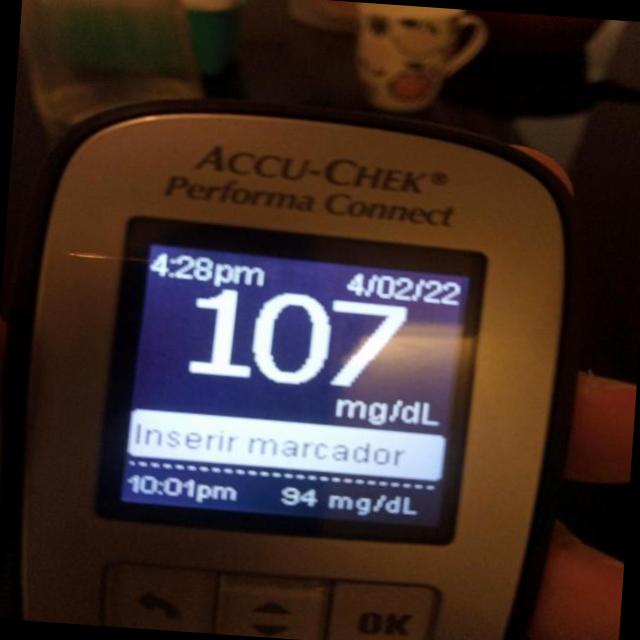 ACCU-CHEK®
Performa Connect
4:28pm 4/02/22
107
mg/dL
Inserir marcador
10:01pm 94 mg/dL
OK